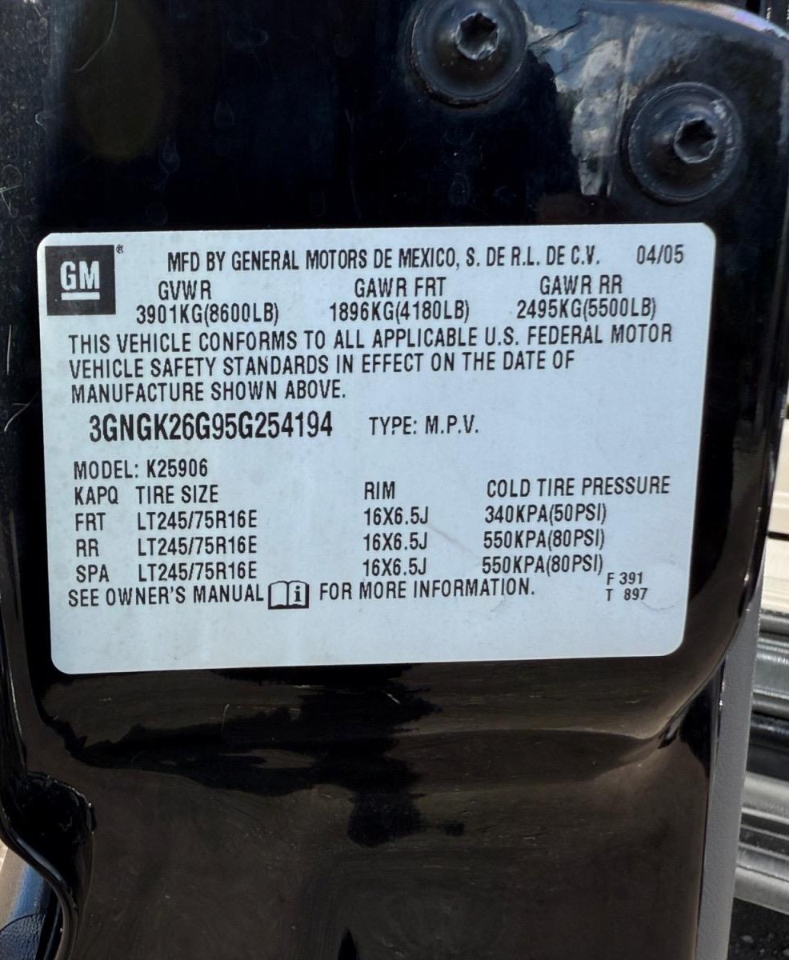 GM ® MFD BY GENERAL MOTORS DE MEXICO, S. DE R.L. DE C.V. 04/05
GVWR GAWR FRT GAWR RR
3901KG(8600LB) 1896KG(4180LB) 2495KG(5500LB)
THIS VEHICLE CONFORMS TO ALL APPLICABLE U.S. FEDERAL MOTOR
VEHICLE SAFETY STANDARDS IN EFFECT ON THE DATE OF
MANUFACTURE SHOWN ABOVE.
3GNGK26G95G254194 TYPE: M.P.V.
MODEL: K25906
KAPQ TIRE SIZE RIM COLD TIRE PRESSURE
FRT LT245/75R16E 16X6.5J 340KPA(50PSI)
RR LT245/75R16E 16X6.5J 550KPA(80PSI)
SPA LT245/75R16E 16X6.5J 550KPA(80PSI)
SEE OWNER'S MANUAL i FOR MORE INFORMATION.
F 391
T 897